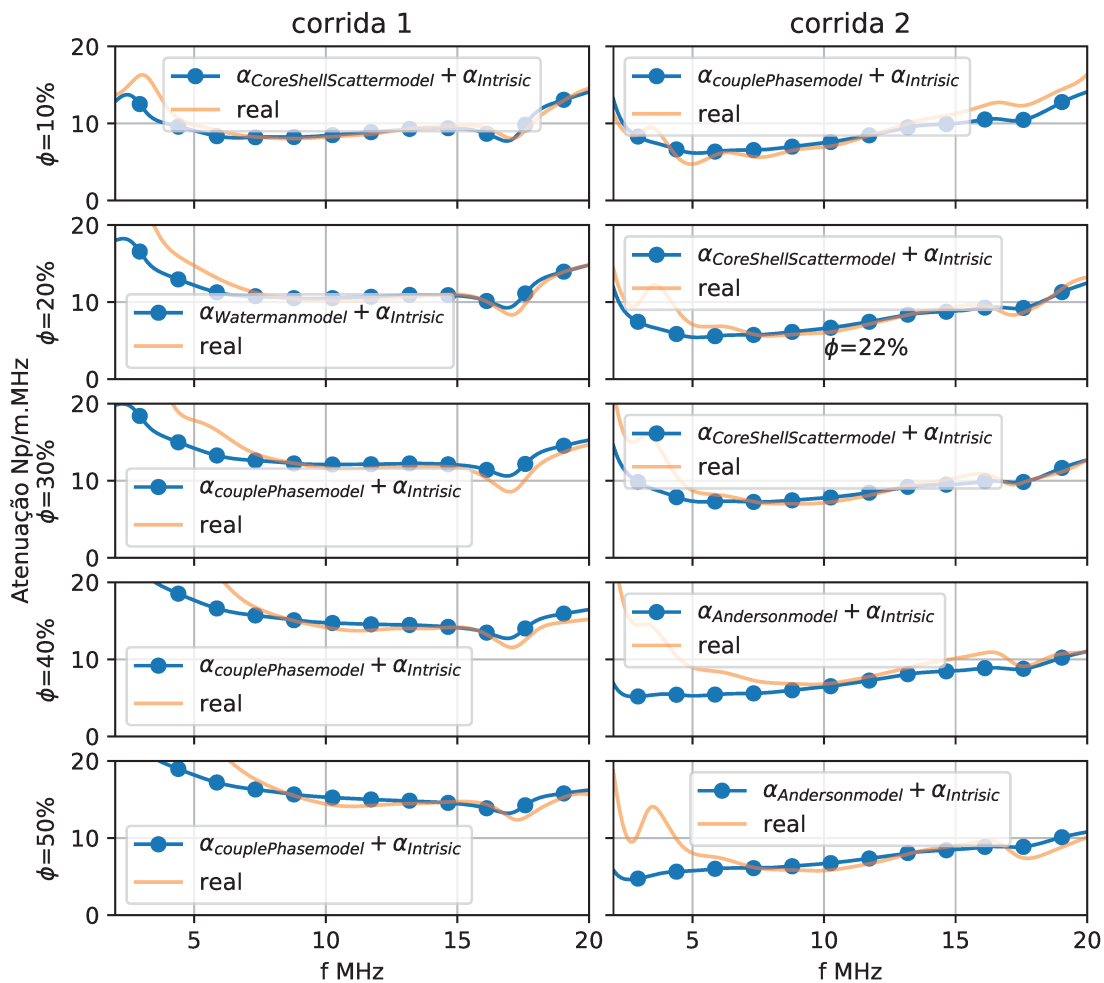 corrida 1
corrida 2
Atenuação Np/m.MHz
ϕ=10%
20
10
0
α_CoreShellScattermodel + α_Intrisic
real
α_couplePhasemodel + α_Intrisic
real
ϕ=20%
20
10
0
α_Watermanmodel + α_Intrisic
real
α_CoreShellScattermodel + α_Intrisic
real
ϕ=22%
ϕ=30%
20
10
0
α_couplePhasemodel + α_Intrisic
real
α_CoreShellScattermodel + α_Intrisic
real
ϕ=40%
20
10
0
α_couplePhasemodel + α_Intrisic
real
α_Andersonmodel + α_Intrisic
real
ϕ=50%
20
10
0
α_couplePhasemodel + α_Intrisic
real
α_Andersonmodel + α_Intrisic
real
5 10 15 20
5 10 15 20
f MHz
f MHz